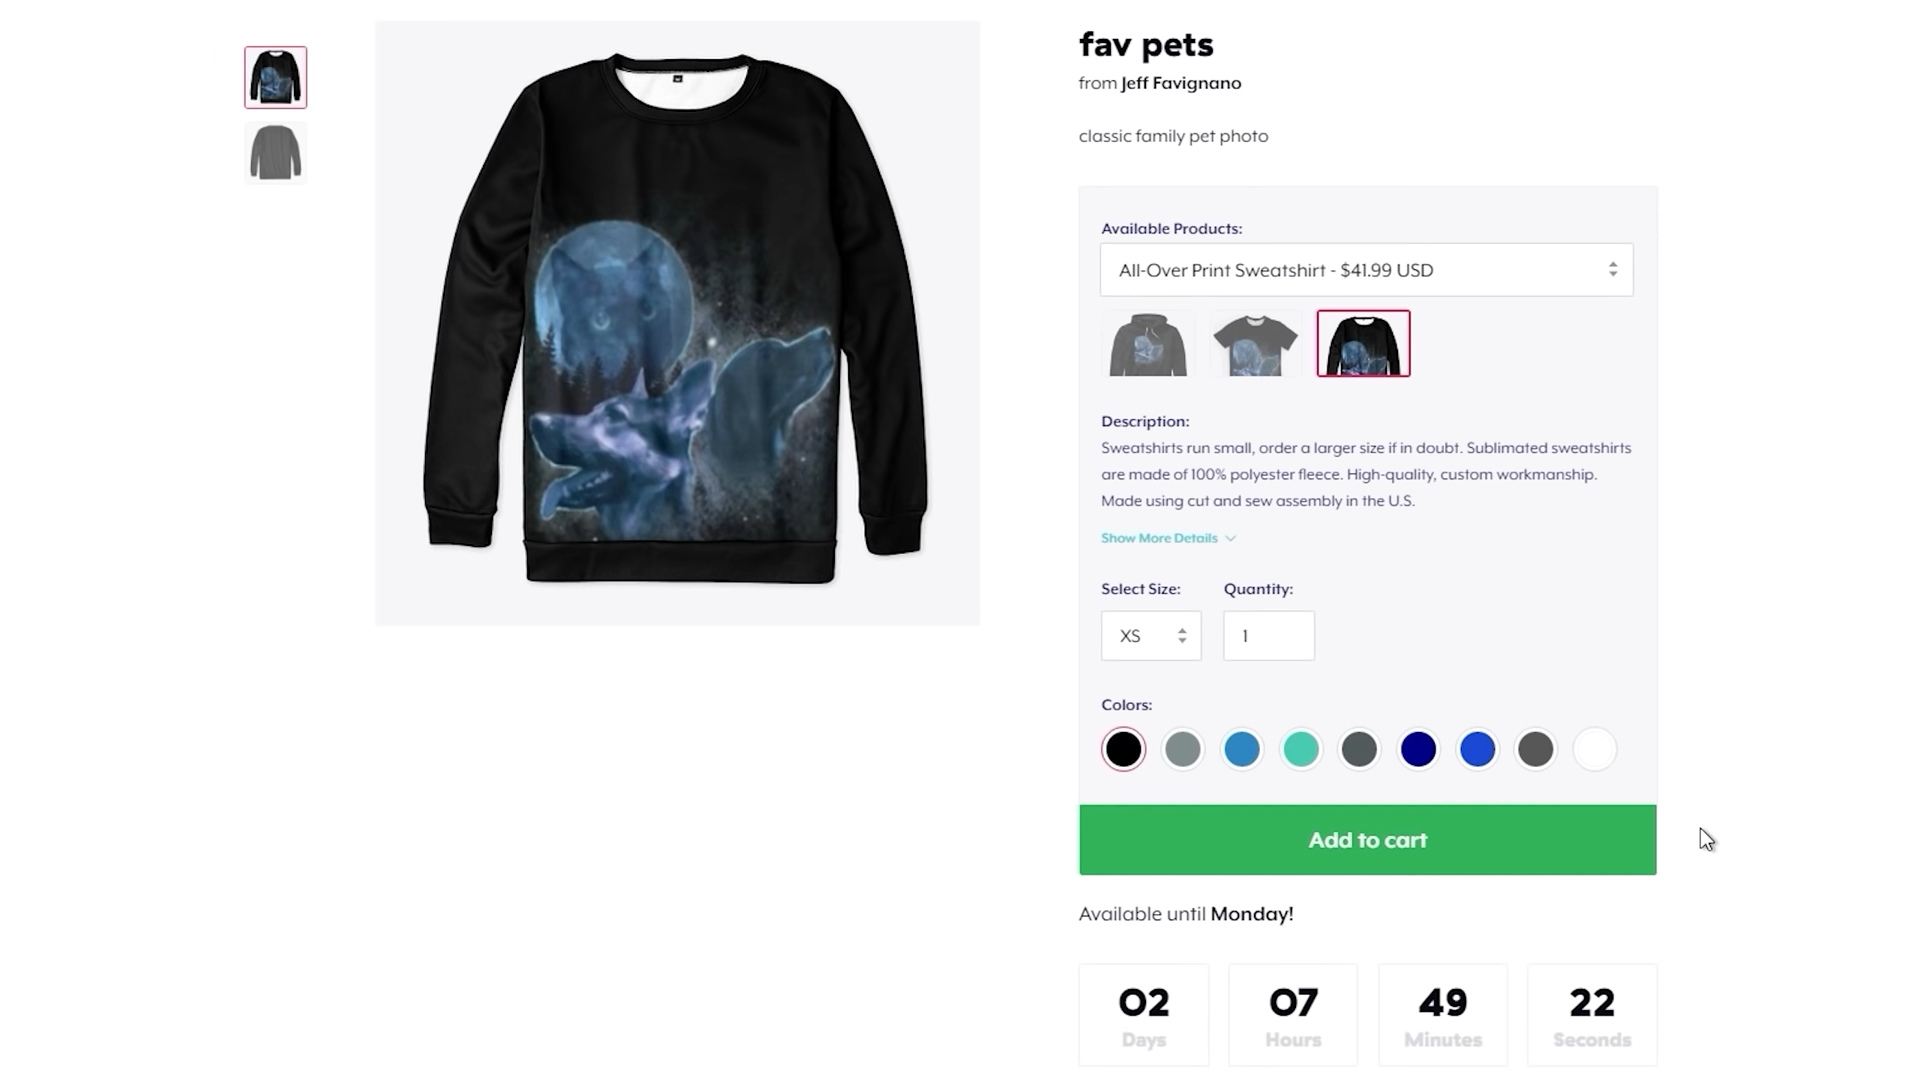 fav pets
from Jeff Favignano
classic family pet photo
Available Products:
All-Over Print Sweatshirt - $41.99 USD
Description:
Sweatshirts run small, order a larger size if in doubt. Sublimated sweatshirts
are made of 100% polyester fleece. High-quality, custom workmanship.
Made using cut and sew assembly in the U.S.
Show More Details
Select Size: Quantity:
XS 1
Colors:
Add to cart
Available until Monday!
02 07 49 22
Days Hours Minutes Seconds